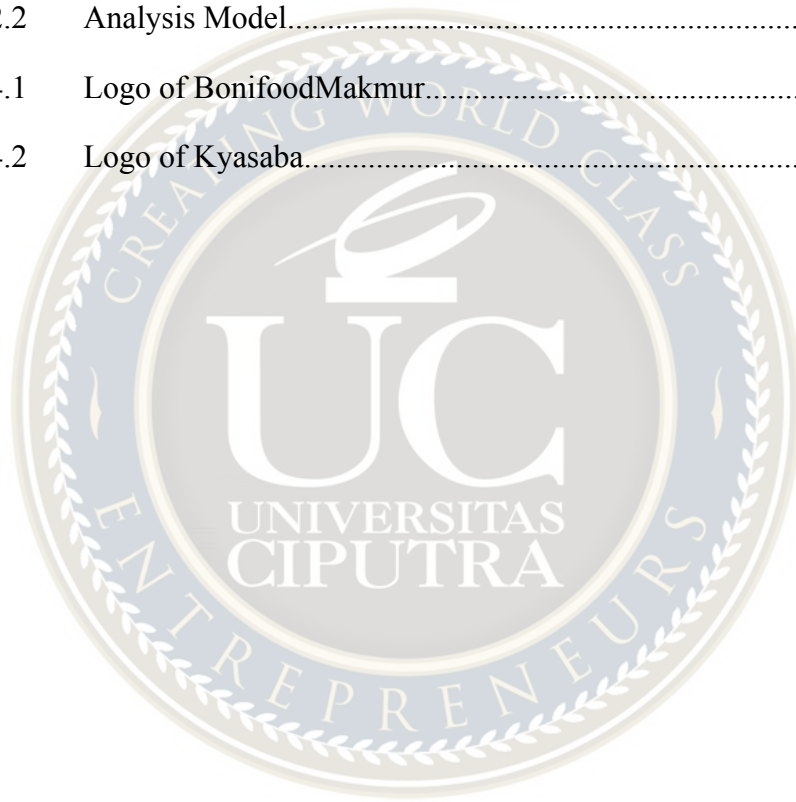 2.2 Analysis Model
.1 Logo of BonifoodMakmur
.2 Logo of Kyasaba
CREATING WORLD CLASS
UC
UNIVERSITAS
CIPUTRA
ENTREPRENEURS